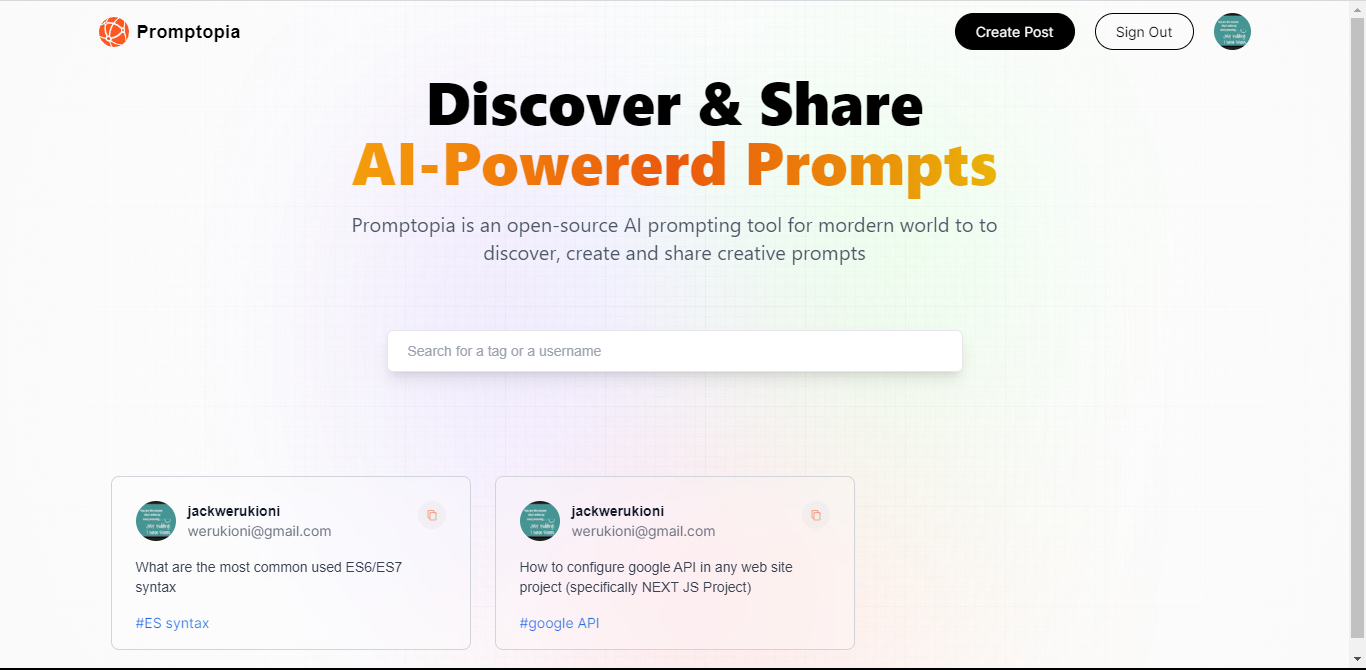 Promptopia
Create Post
Sign Out
Discover & Share
AI-Powererd Prompts
Promptopia is an open-source AI prompting tool for mordern world to to
discover, create and share creative prompts
Search for a tag or a username
jackwerukioni
werukioni@gmail.com
What are the most common used ES6/ES7
syntax
#ES syntax
jackwerukioni
werukioni@gmail.com
How to configure google API in any web site
project (specifically NEXT JS Project)
#google API